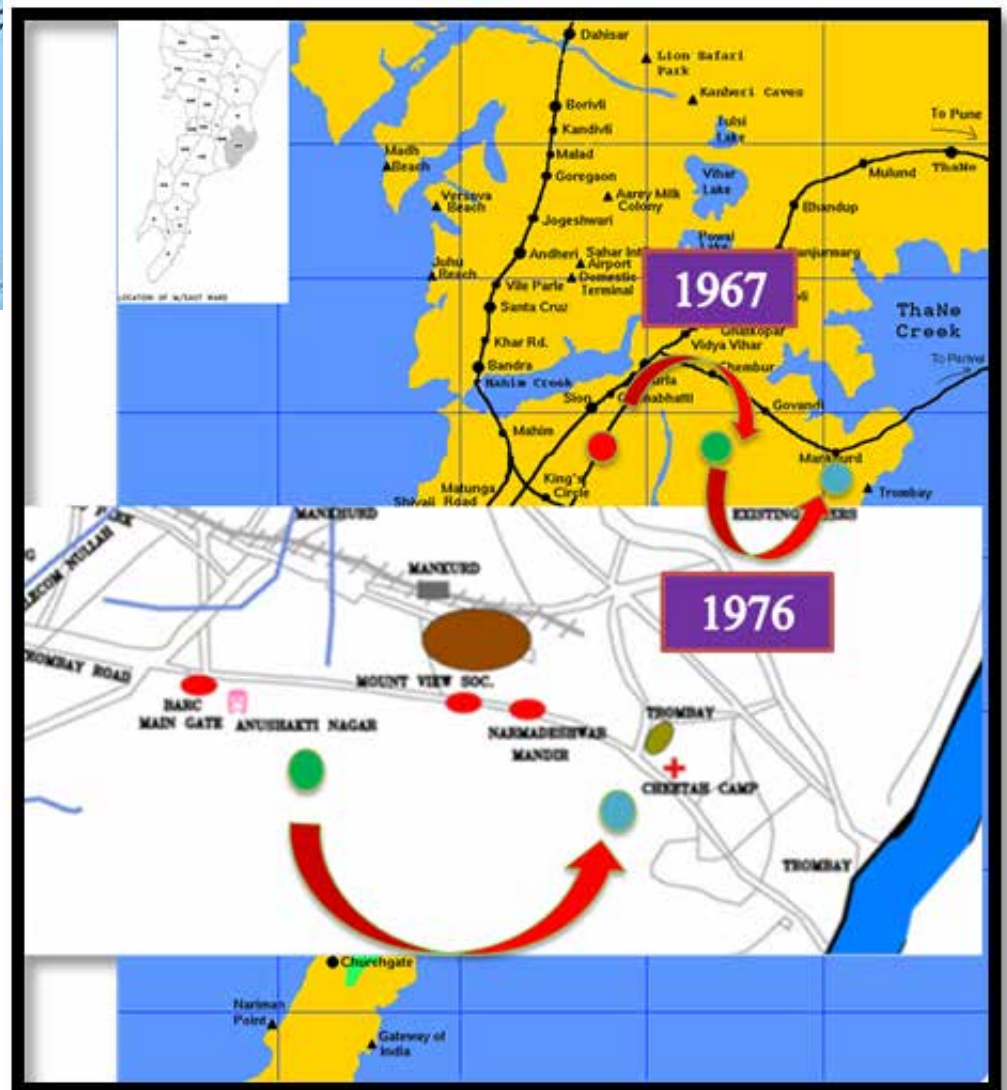 Dahisar
Lion Safari
Park
Kanheri Caves
To Pune
Borivli
Kandivli
Tulsi
Lake
Malad
Madh
Beach
Goregaon
Vihar
Lake
Mulund
ThaNe
Versova
Beach
Aarey Milk
Colony
Bhandup
Jogeshwari
Powai
Andheri
Sahar Int
Airport
Domestic
Terminal
Juhu
Beach
Vile Parle
Santa Cruz
1967
ThaNe
Creek
LOCATION OF M/EAST WARD
Khar Rd.
Ghatkopar
Vidya Vihar
To Panvel
Bandra
Mahim Creek
Chembur
Sion
Govandi
Mahim
Mankhurd
King's
Circle
Matunga
Shivaji Road
Trombay
PARK
MANKHURD
MANKURD
1976
TROMBAY ROAD
MOUNT VIEW SOC.
BARC
MAIN GATE
ANUSHAKTI NAGAR
NARMADESHWAR
MANDIR
TROMBAY
CHEETAH CAMP
TROMBAY
Churchgate
Nariman
Point
Gateway of
India